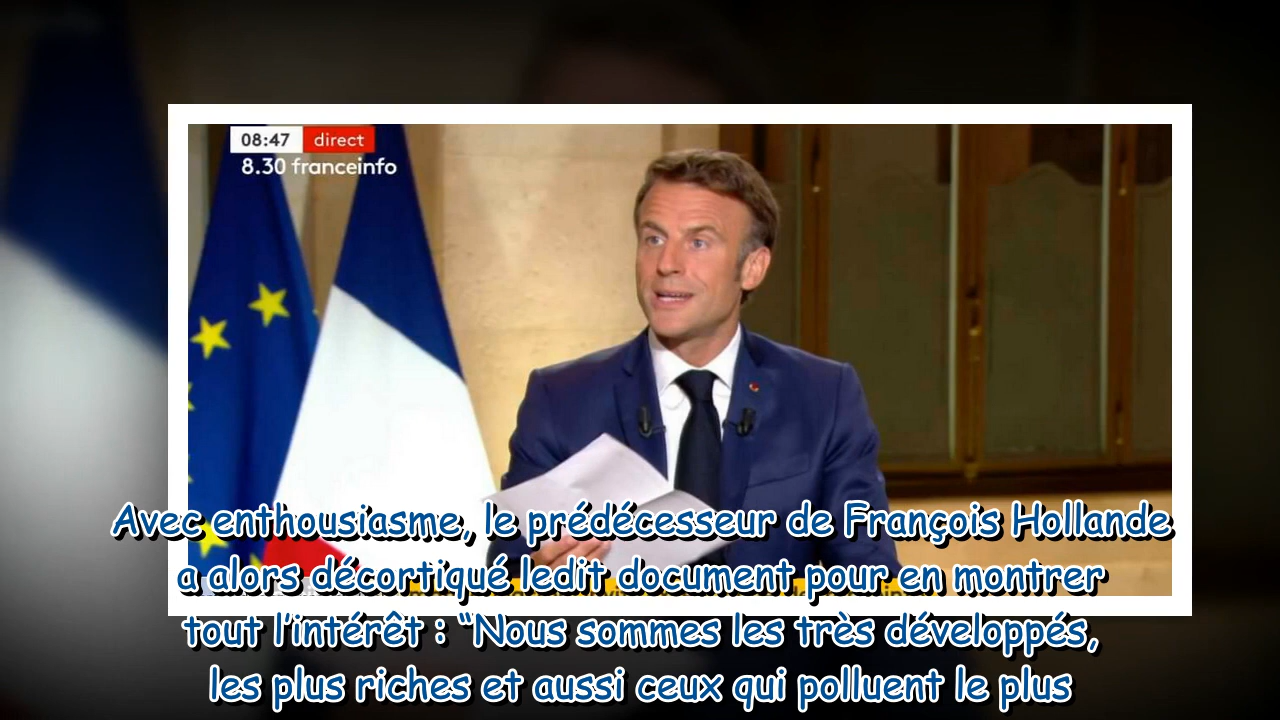 08:47 direct
8.30 franceinfo
Avec enthousiasme, le prédécesseur de François Hollande
a alors décortiqué ledit document pour en montrer
tout l'intérêt : “Nous sommes les très développés,
les plus riches et aussi ceux qui polluent le plus